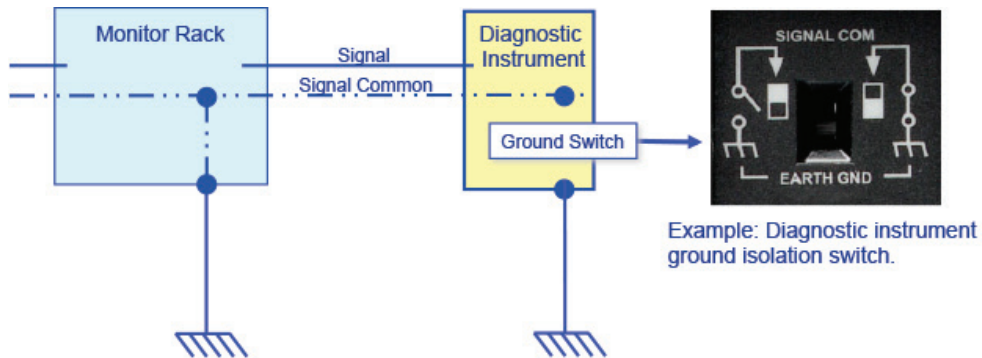 Monitor Rack
Signal
Signal Common
Diagnostic
Instrument
Ground Switch
SIGNAL COM
EARTH GND
Example: Diagnostic instrument
ground isolation switch.